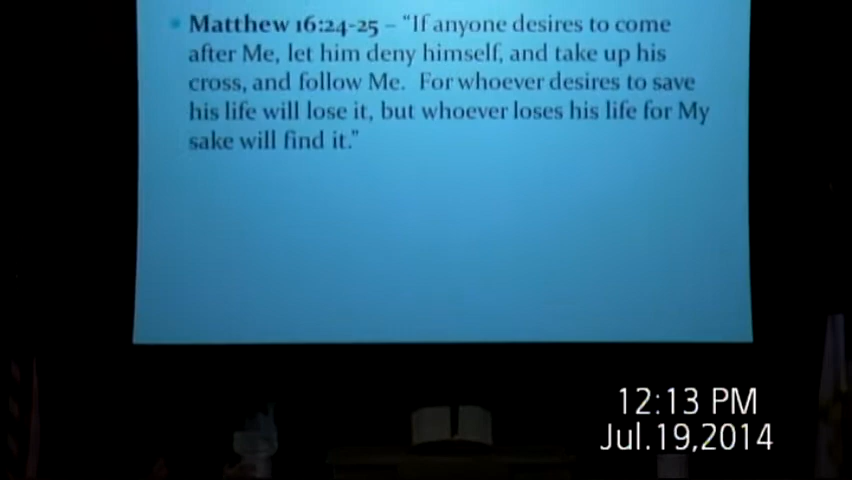 Matthew 16:24-25 – “If anyone desires to come
after Me, let him deny himself, and take up his
cross, and follow Me.  For whoever desires to save
his life will lose it, but whoever loses his life for My
sake will find it.”
12:13 PM
Jul.19,2014